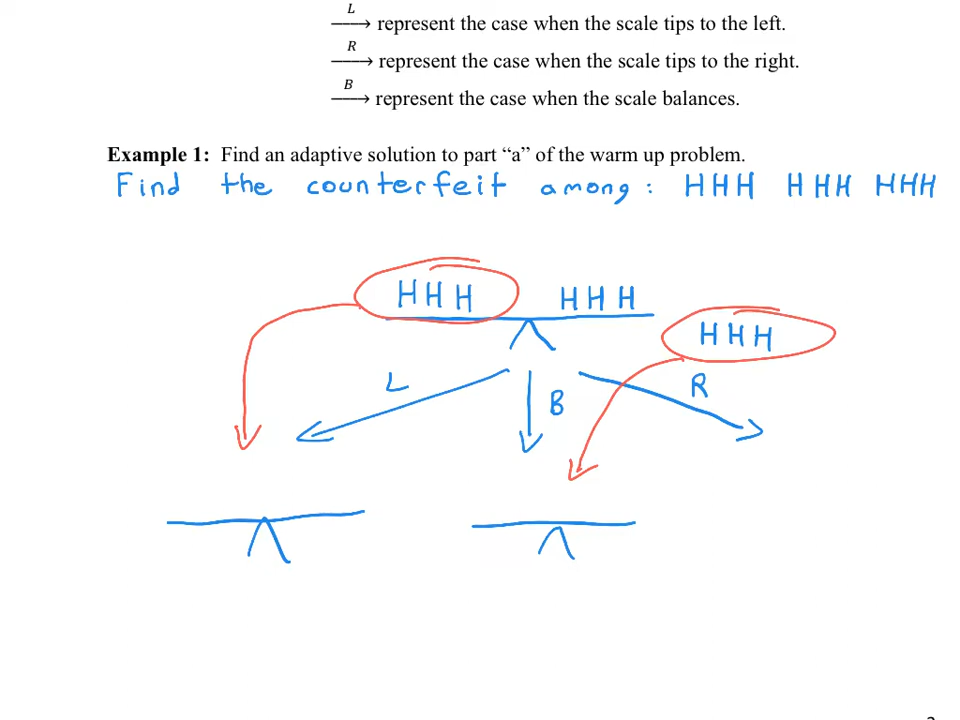 L
→ represent the case when the scale tips to the left.
R
→ represent the case when the scale tips to the right.
B
→ represent the case when the scale balances.
Example 1: Find an adaptive solution to part “a” of the warm up problem.
Find the counterfeit among: HHH HHH HHH
HHH HHH
HHH
L B R